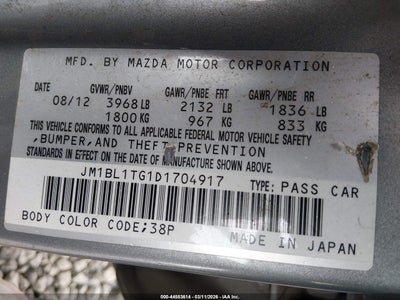 MFD. BY MAZDA MOTOR CORPORATION
DATE GVWR/PNBV GAWR/PNBE FRT GAWR/PNBE RR
08/12 3968 LB 2132 LB 1836 LB
1800 KG 967 KG 833 KG
THIS VEHICLE CONFORMS TO ALL APPLICABLE FEDERAL MOTOR VEHICLE SAFETY
,BUMPER,AND THEFT PREVENTION
STANDARDS IN EFFECT ON THE DATE OF MANUFACTURE SHOWN ABOVE.
JM1BL1TG1D1704917 TYPE: PASS CAR
BODY COLOR CODE;38P MADE IN JAPAN
000-44503614 - 03/11/2026 - IAAI.COM